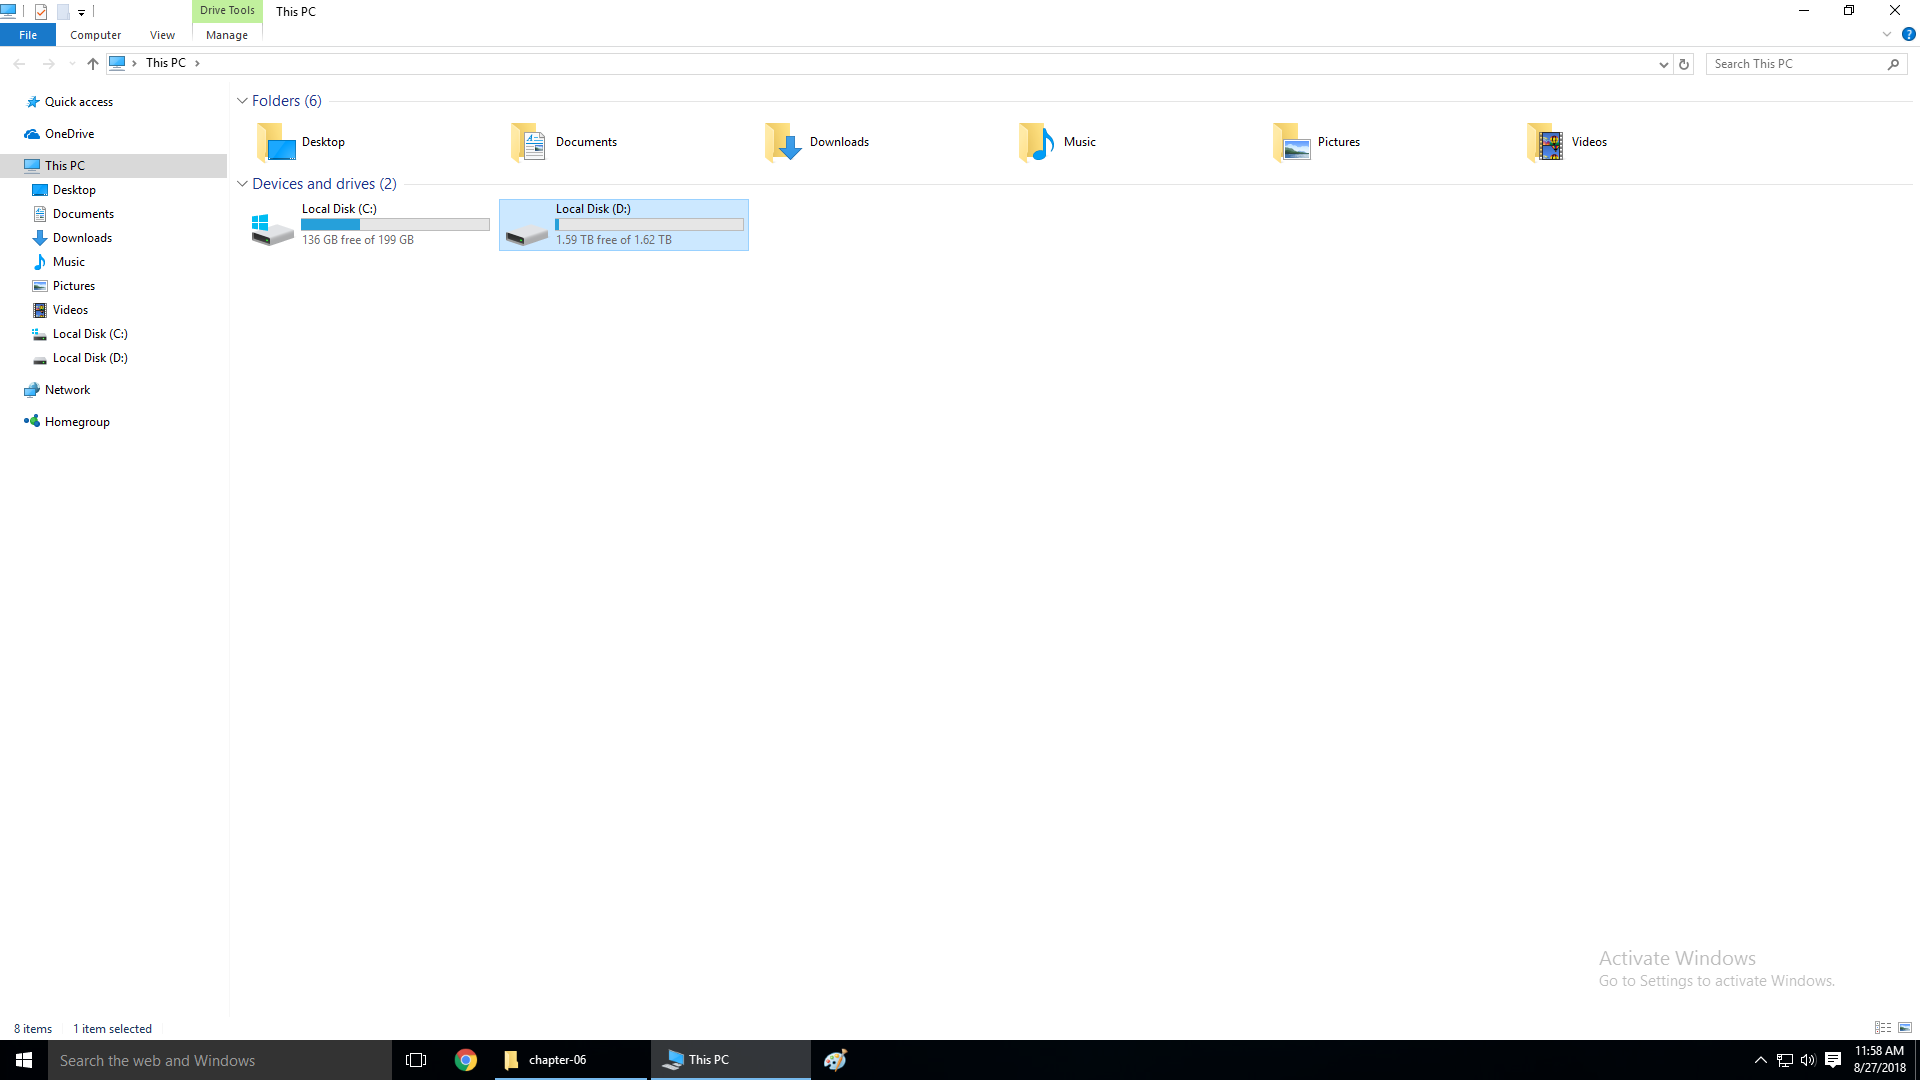 Drive Tools
This PC
File
Computer
View
Manage
This PC
Search This PC
Quick access
OneDrive
This PC
Desktop
Documents
Downloads
Music
Pictures
Videos
Local Disk (C:)
Local Disk (D:)
Network
Homegroup
Folders (6)
Desktop
Documents
Downloads
Music
Pictures
Videos
Devices and drives (2)
Local Disk (C:)
136 GB free of 199 GB
Local Disk (D:)
1.59 TB free of 1.62 TB
Activate Windows
Go to Settings to activate Windows.
8 items
1 item selected
Search the web and Windows
chapter-06
This PC
11:58 AM
8/27/2018